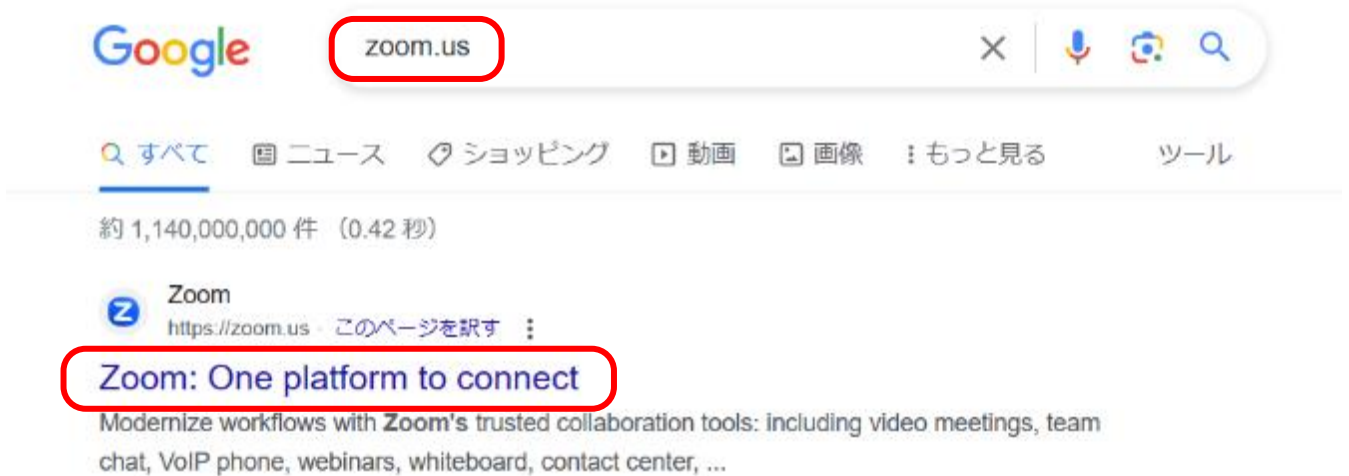 Google zoom.us
すべて ニュース ショッピング 動画 画像 もっと見る ツール
約 1,140,000,000 件 （0.42 秒）
Zoom
https://zoom.us · このページを訳す
Zoom: One platform to connect
Modernize workflows with Zoom's trusted collaboration tools: including video meetings, team
chat, VoIP phone, webinars, whiteboard, contact center, ...